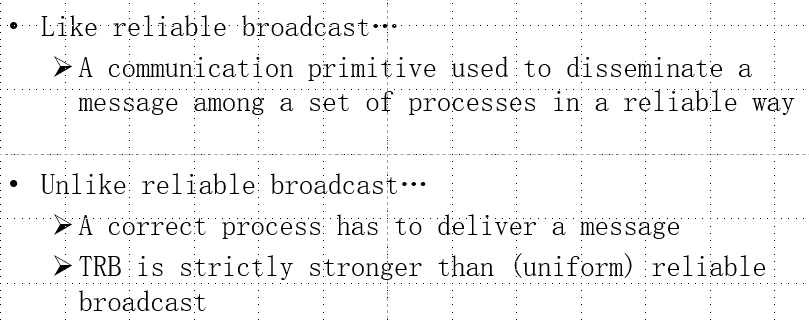 • Like reliable broadcast…
➢ A communication primitive used to disseminate a
message among a set of processes in a reliable way
• Unlike reliable broadcast…
➢ A correct process has to deliver a message
➢ TRB is strictly stronger than (uniform) reliable
broadcast